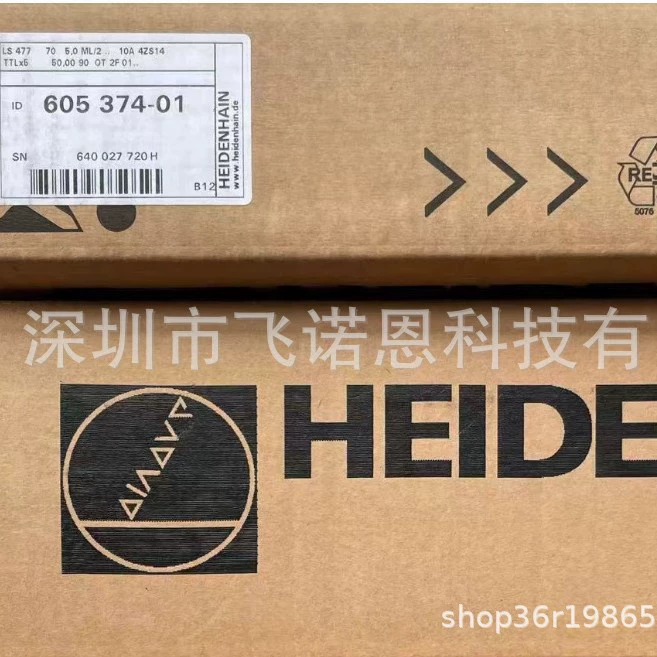 LS 477 70 5,0 ML/2 .. 10A 4ZS14
TTLx5 50,00 90 OT 2F 01..
ID 605 374-01
SN 640 027 720 H
B12
HEIDENHAIN
www.heidenhain.de
RE
5076
深圳市飞诺恩科技有
HEIDE
shop36r19865